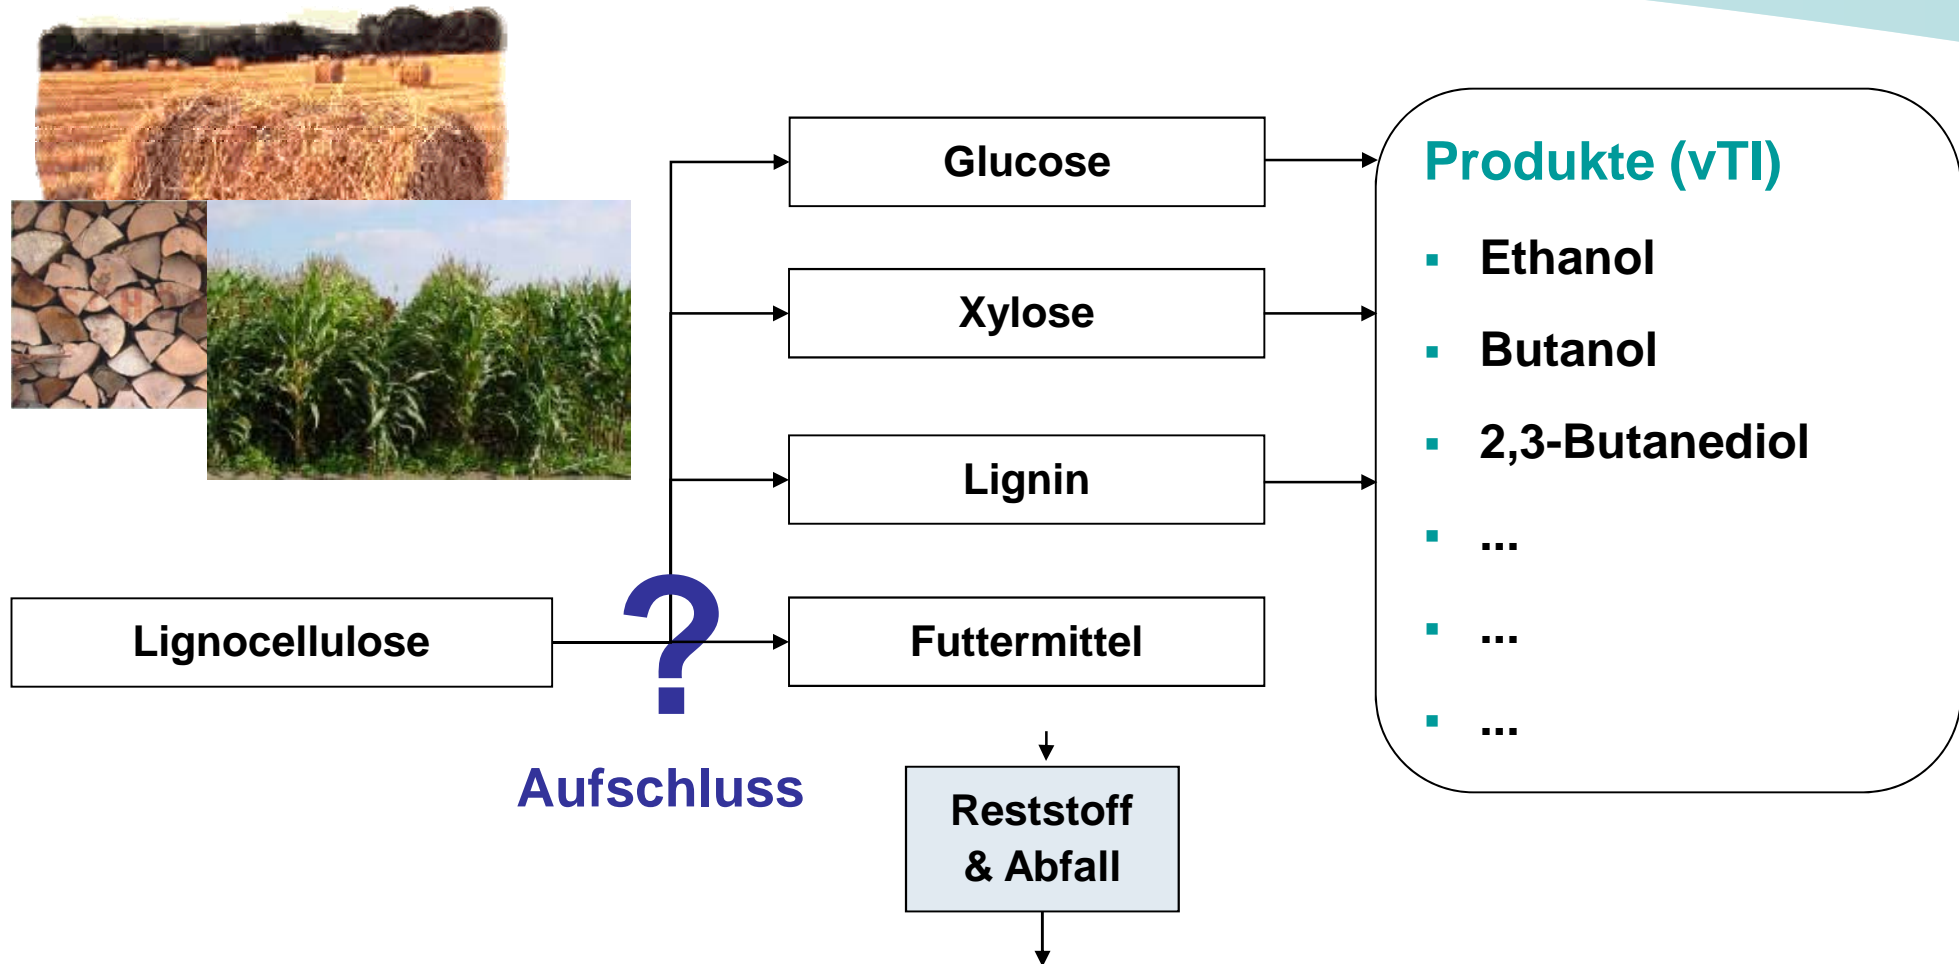 Glucose
Xylose
Lignin
Lignocellulose
?
Futtermittel
Aufschluss
Reststoff
& Abfall
Produkte (vTI)
▪ Ethanol
▪ Butanol
▪ 2,3-Butanediol
▪ ...
▪ ...
▪ ...